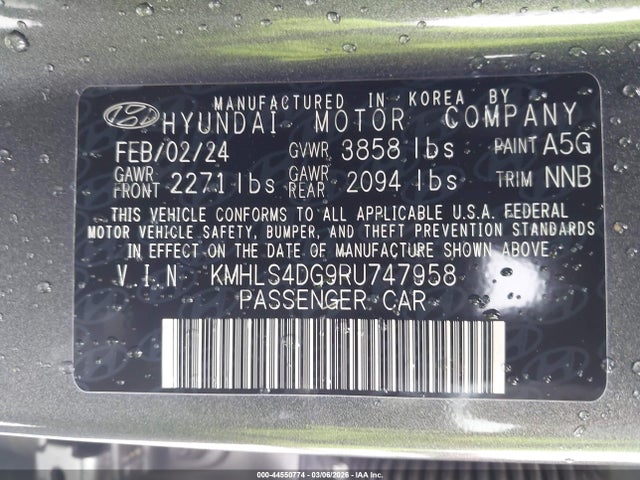 MANUFACTURED IN KOREA BY
HYUNDAI MOTOR COMPANY
FEB/02/24 GVWR 3858 lbs PAINT A5G
GAWR FRONT 2271 lbs GAWR REAR 2094 lbs TRIM NNB
THIS VEHICLE CONFORMS TO ALL APPLICABLE U.S.A. FEDERAL
MOTOR VEHICLE SAFETY, BUMPER, AND THEFT PREVENTION STANDARDS
IN EFFECT ON THE DATE OF MANUFACTURE SHOWN ABOVE.
VIN KMHLS4DG9RU747958
PASSENGER CAR
000-44550774 | 03/06/2026 | IAA, Inc.